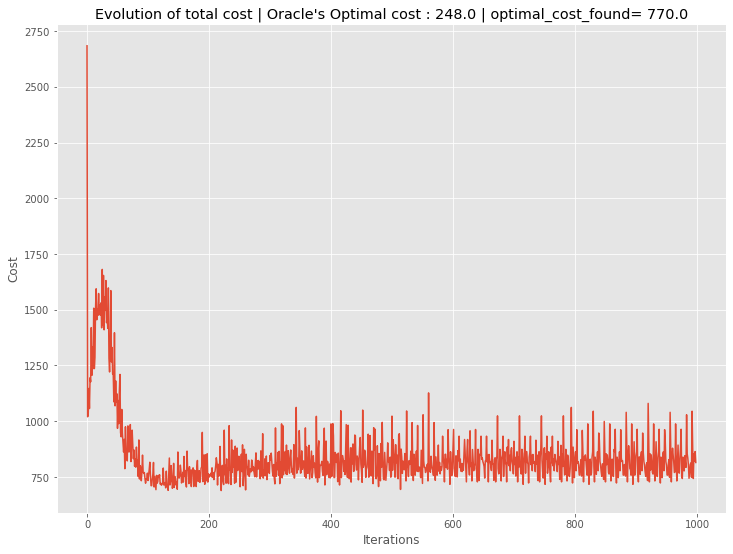 Evolution of total cost | Oracle's Optimal cost : 248.0 | optimal_cost_found= 770.0
2750
2500
2250
2000
1750
1500
1250
1000
750
Cost
0 200 400 600 800 1000
Iterations